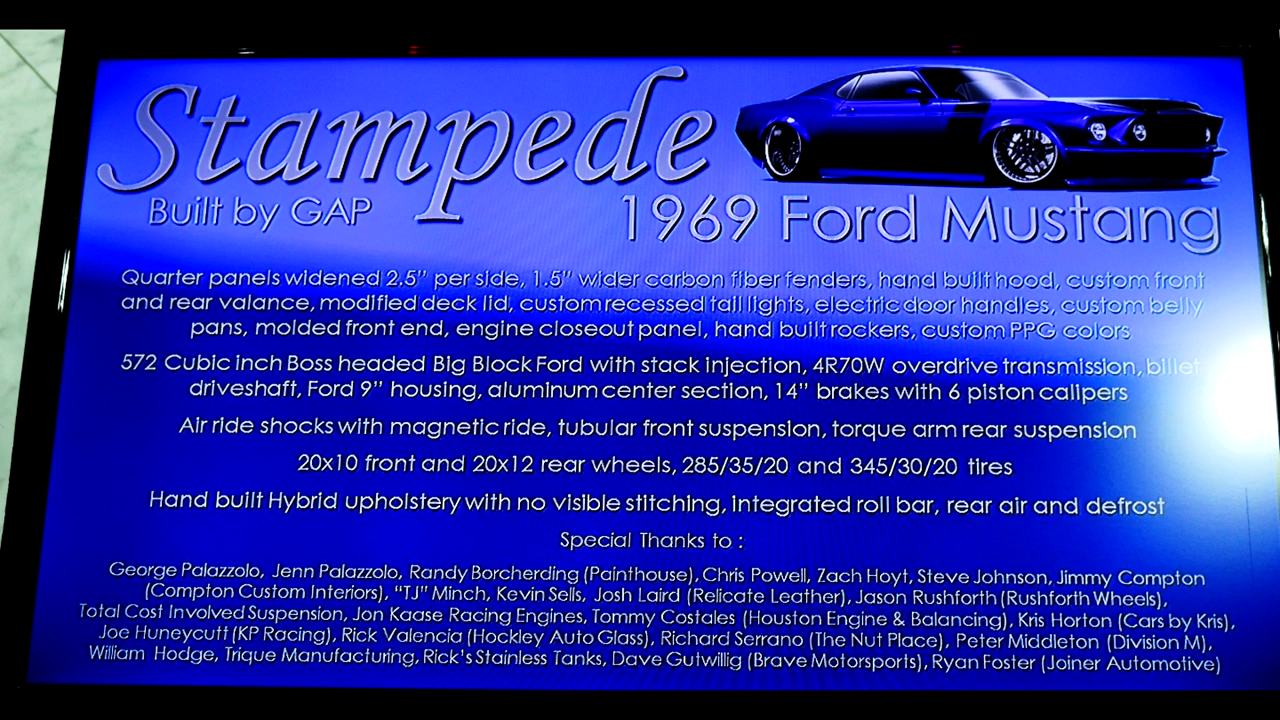 Stampede
Built by GAP
1969 Ford Mustang
Quarter panels widened 2.5" per side, 1.5" wider carbon fiber fenders, hand built hood, custom front
and rear valance, modified deck lid, custom recessed tail lights, electric door handles, custom belly
pans, molded front end, engine closeout panel, hand built rockers, custom PPG colors
572 Cubic inch Boss headed Big Block Ford with stack injection, 4R70W overdrive transmission, billet
driveshaft, Ford 9" housing, aluminum center section, 14" brakes with 6 piston calipers
Air ride shocks with magnetic ride, tubular front suspension, torque arm rear suspension
20x10 front and 20x12 rear wheels, 285/35/20 and 345/30/20 tires
Hand built Hybrid upholstery with no visible stitching, integrated roll bar, rear air and defrost
Special Thanks to :
George Palazzolo, Jenn Palazzolo, Randy Borcherding (Painthouse), Chris Powell, Zach Hoyt, Steve Johnson, Jimmy Compton
(Compton Custom Interiors), "TJ" Minch, Kevin Sells, Josh Laird (Relicate Leather), Jason Rushforth (Rushforth Wheels),
Total Cost Involved Suspension, Jon Kaase Racing Engines, Tommy Costales (Houston Engine & Balancing), Kris Horton (Cars by Kris),
Joe Huneycutt (KP Racing), Rick Valencia (Hockley Auto Glass), Richard Serrano (The Nut Place), Peter Middleton (Division M),
William Hodge, Trique Manufacturing, Rick's Stainless Tanks, Dave Gutwillig (Brave Motorsports), Ryan Foster (Joiner Automotive)